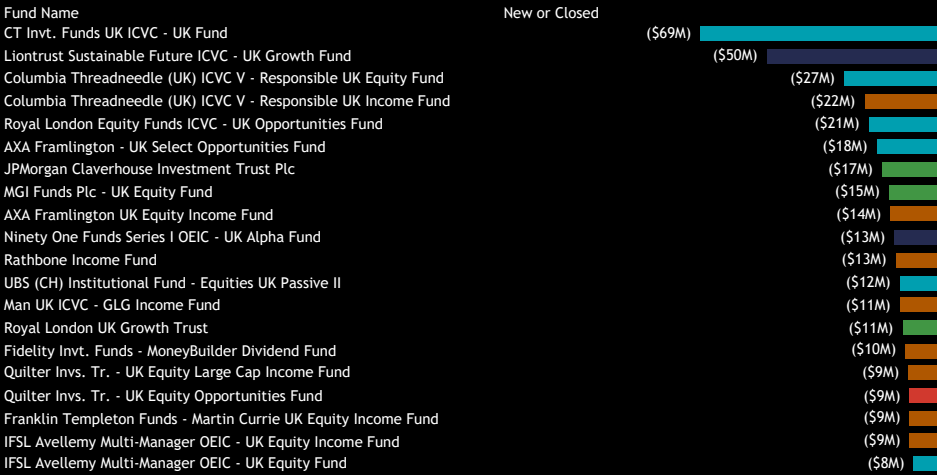 Fund Name New or Closed
CT Invt. Funds UK ICVC - UK Fund ($69M)
Liontrust Sustainable Future ICVC - UK Growth Fund ($50M)
Columbia Threadneedle (UK) ICVC V - Responsible UK Equity Fund ($27M)
Columbia Threadneedle (UK) ICVC V - Responsible UK Income Fund ($22M)
Royal London Equity Funds ICVC - UK Opportunities Fund ($21M)
AXA Framlington - UK Select Opportunities Fund ($18M)
JPMorgan Claverhouse Investment Trust Plc ($17M)
MGI Funds Plc - UK Equity Fund ($15M)
AXA Framlington UK Equity Income Fund ($14M)
Ninety One Funds Series I OEIC - UK Alpha Fund ($13M)
Rathbone Income Fund ($13M)
UBS (CH) Institutional Fund - Equities UK Passive II ($12M)
Man UK ICVC - GLG Income Fund ($11M)
Royal London UK Growth Trust ($11M)
Fidelity Invt. Funds - MoneyBuilder Dividend Fund ($10M)
Quilter Invs. Tr. - UK Equity Large Cap Income Fund ($9M)
Quilter Invs. Tr. - UK Equity Opportunities Fund ($9M)
Franklin Templeton Funds - Martin Currie UK Equity Income Fund ($9M)
IFSL Avellemy Multi-Manager OEIC - UK Equity Income Fund ($9M)
IFSL Avellemy Multi-Manager OEIC - UK Equity Fund ($8M)